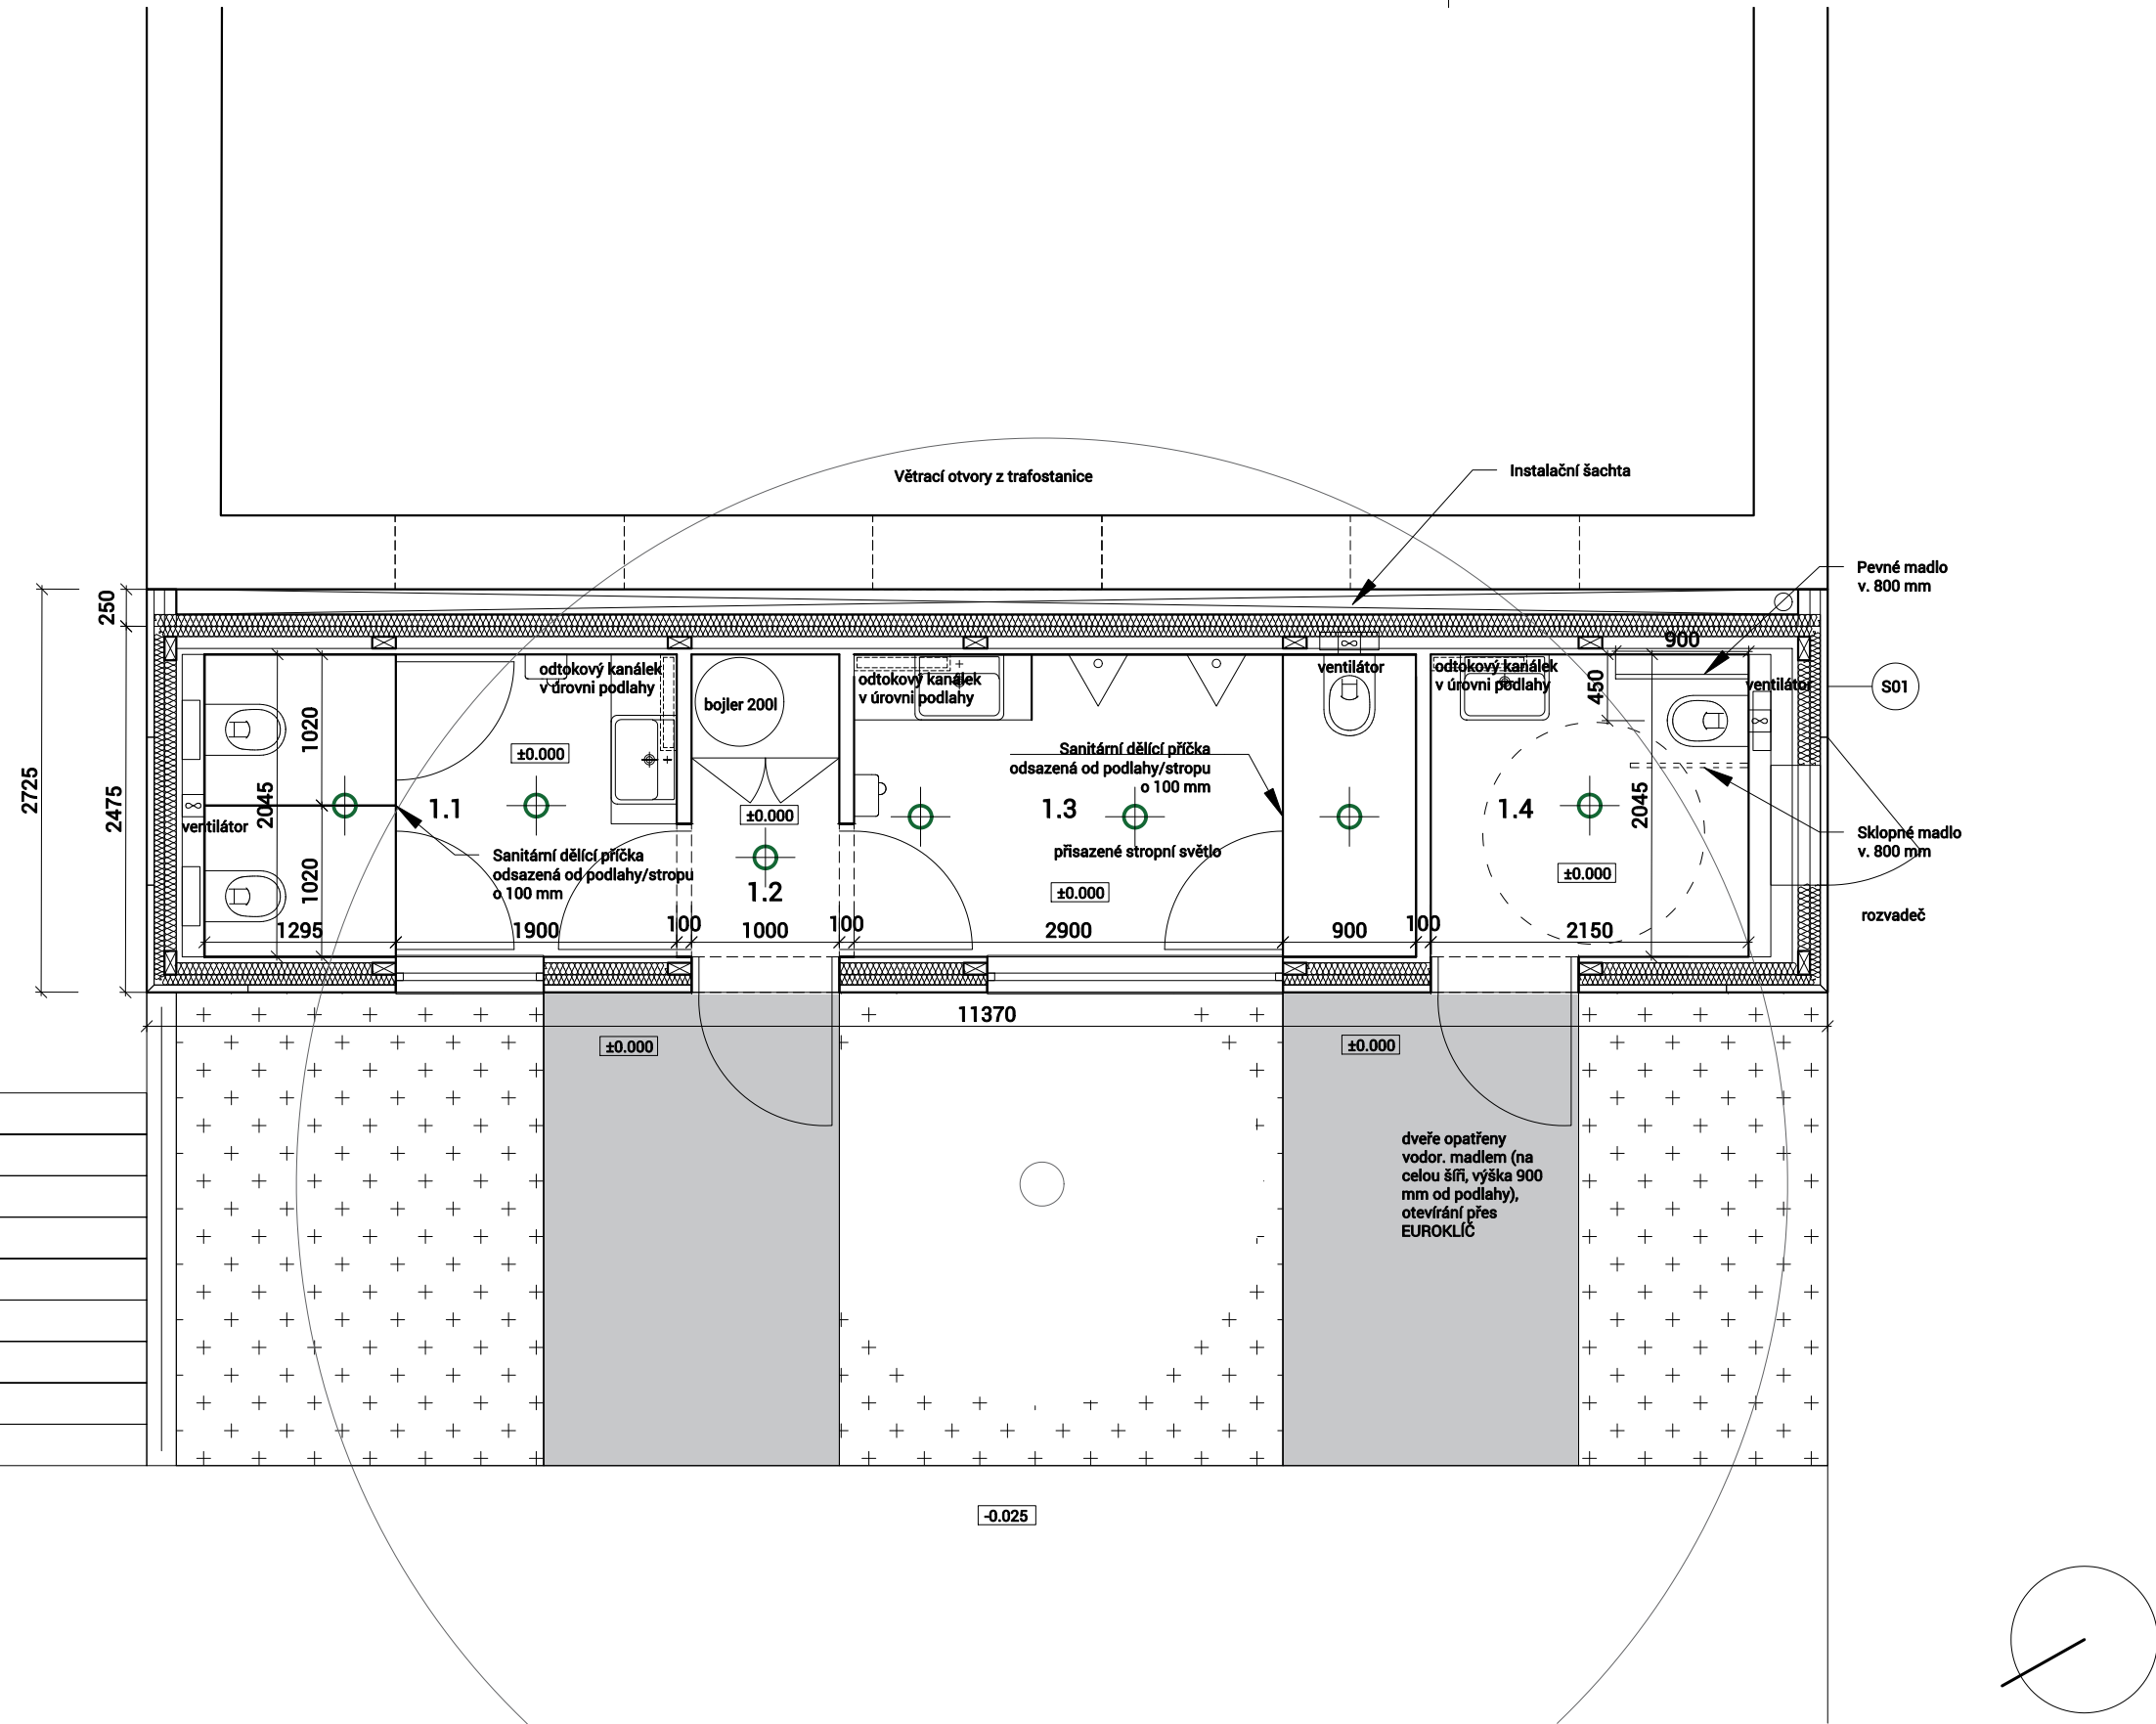 Větrací otvory z trafostanice
Instalační šachta
Pevné madlo
v. 800 mm
250
2725
2475
900
odtokový kanálek
v úrovni podlahy
bojler 200l
odtokový kanálek
v úrovni podlahy
ventilátor
odtokový kanálek
v úrovni podlahy
450
ventilátor
S01
1020
2045
1020
±0.000
1.1
ventilátor
Sanitární dělící příčka
odsazená od podlahy/stropu
o 100 mm
±0.000
1.2
Sanitární dělící příčka
odsazená od podlahy/stropu
o 100 mm
1.3
přisazené stropní světlo
±0.000
1.4
2045
±0.000
Sklopné madlo
v. 800 mm
rozvaděč
1295
1900
100
1000
100
2900
900
100
2150
11370
±0.000
±0.000
dveře opatřeny
vodor. madlem (na
celou šíři, výška 900
mm od podlahy),
otevírání přes
EUROKLÍČ
-0.025